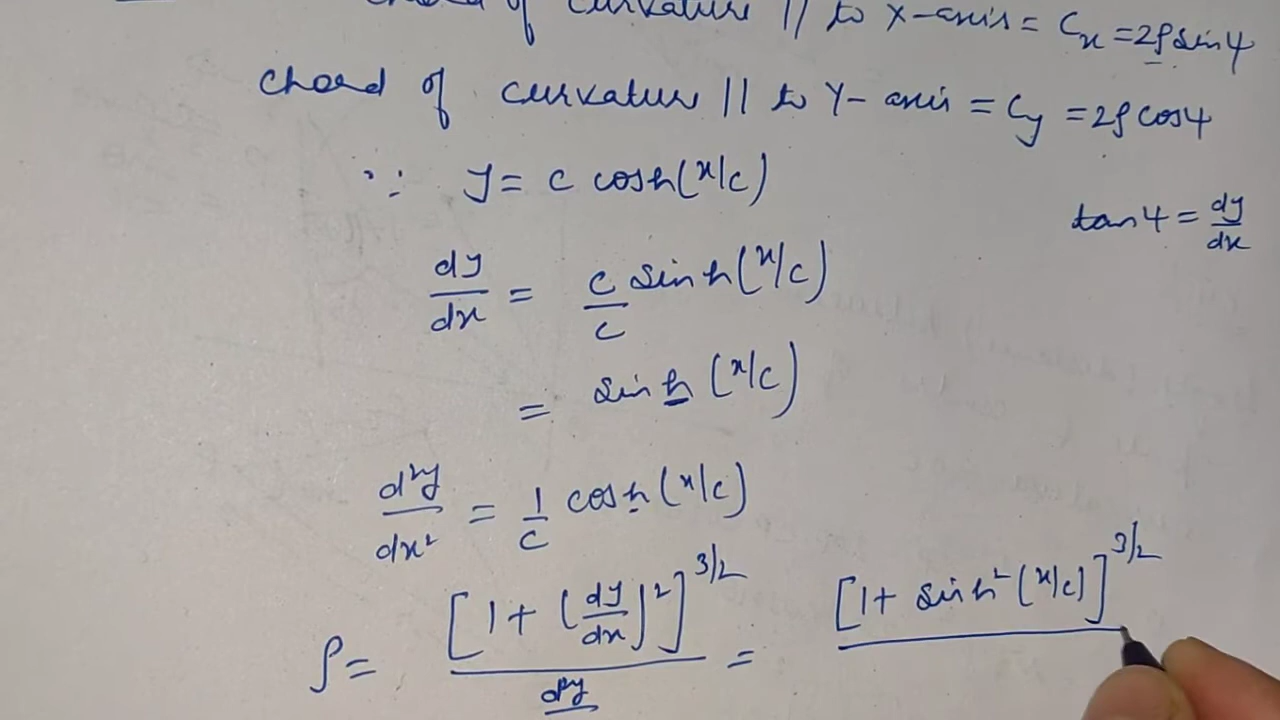 chord of curvature || to x-axis = Cx = 2ρ sin ψ
chord of curvature || to Y-axis = Cy = 2ρ cos ψ
∵ y = c cosh(x/c)
tan ψ = dy/dx
dy/dx = c/c sinh(x/c)
= sinh (x/c)
d²y/dx² = 1/c cosh (x/c)
ρ = [1 + (dy/dx)²]^3/2 / d²y = [1 + sinh² (x/c)]^3/2